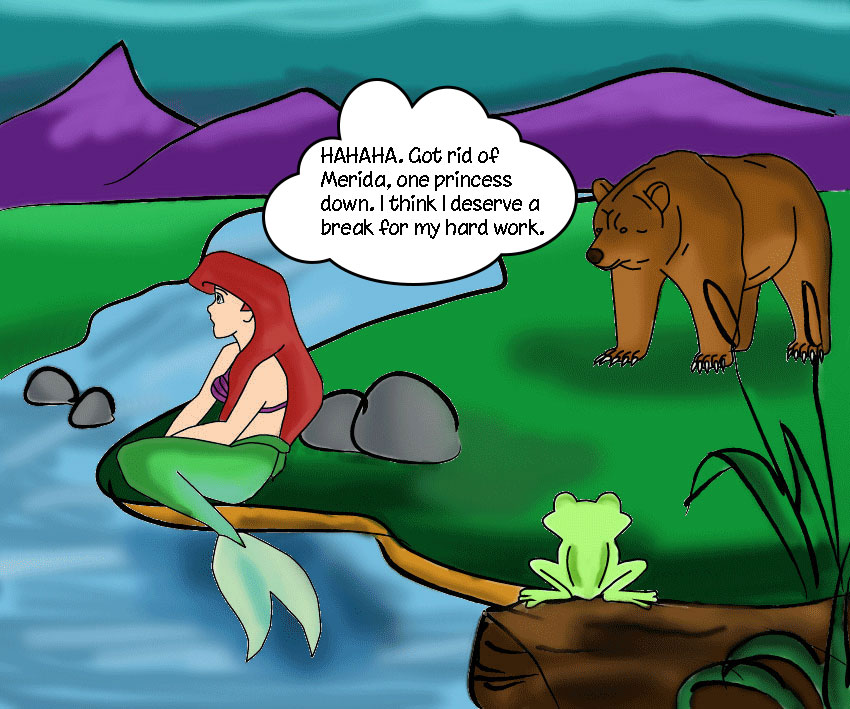 HAHAHA. Got rid of
Merida, one princess
down. I think I deserve a
break for my hard work.